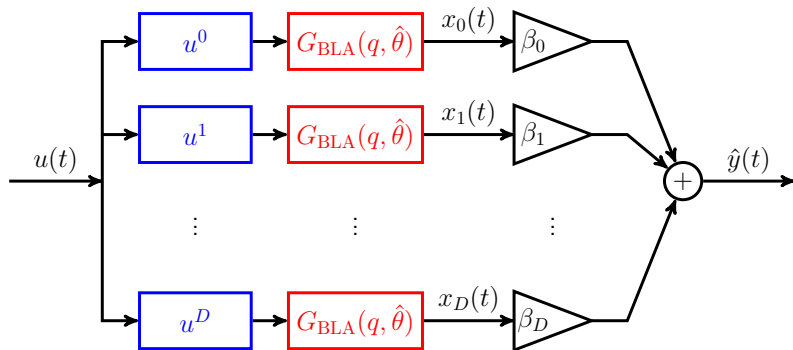 u⁰ G_BLA(q, θ̂) x₀(t) β₀
u¹ G_BLA(q, θ̂) x₁(t) β₁
u(t) + ŷ(t)
⋮ ⋮ ⋮
u^D G_BLA(q, θ̂) x_D(t) β_D